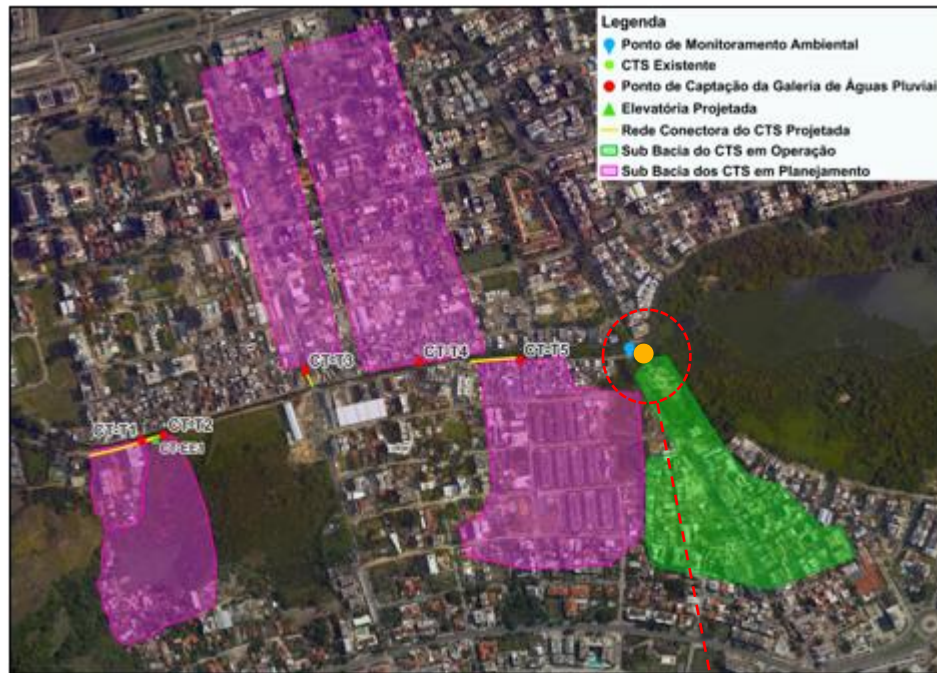 Legenda
Ponto de Monitoramento Ambiental
CTS Existente
Ponto de Captação da Galeria de Águas Pluviai
Elevatória Projetada
Rede Conectora do CTS Projetada
Sub Bacia do CTS em Operação
Sub Bacia dos CTS em Planejamento
CT-T3
CT-T4
CT-T5
CT-T1
CT-T2
CT-EE1